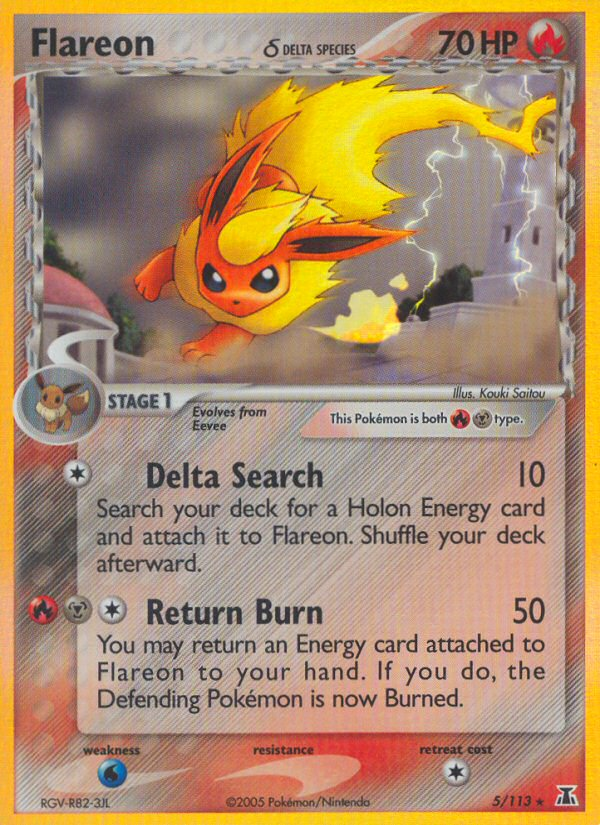 Flareon δ DELTA SPECIES 70 HP
Illus. Kouki Saitou
STAGE 1
Evolves from
Eevee
This Pokémon is both type.
Delta Search 10
Search your deck for a Holon Energy card
and attach it to Flareon. Shuffle your deck
afterward.
Return Burn 50
You may return an Energy card attached to
Flareon to your hand. If you do, the
Defending Pokémon is now Burned.
weakness resistance retreat cost
RGV-R82-3JL ©2005 Pokémon/Nintendo 5/113 ★